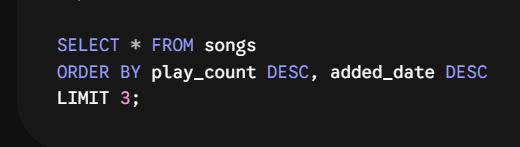 SELECT * FROM songs
ORDER BY play_count DESC, added_date DESC
LIMIT 3;